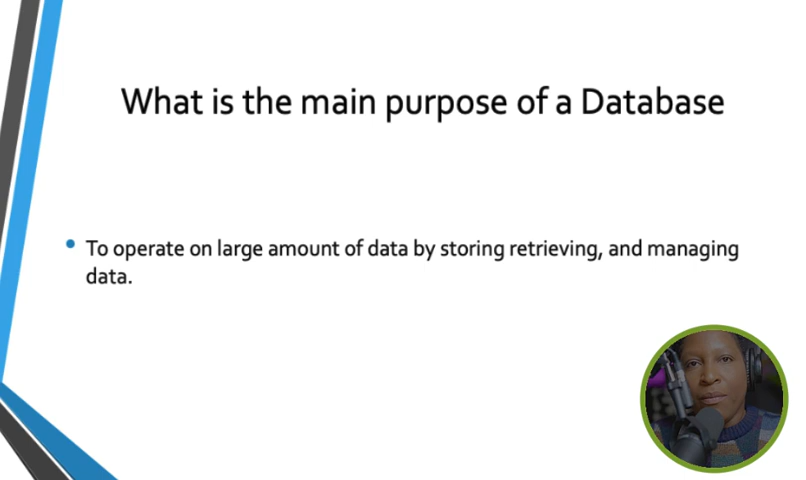 What is the main purpose of a Database
• To operate on large amount of data by storing retrieving, and managing
data.